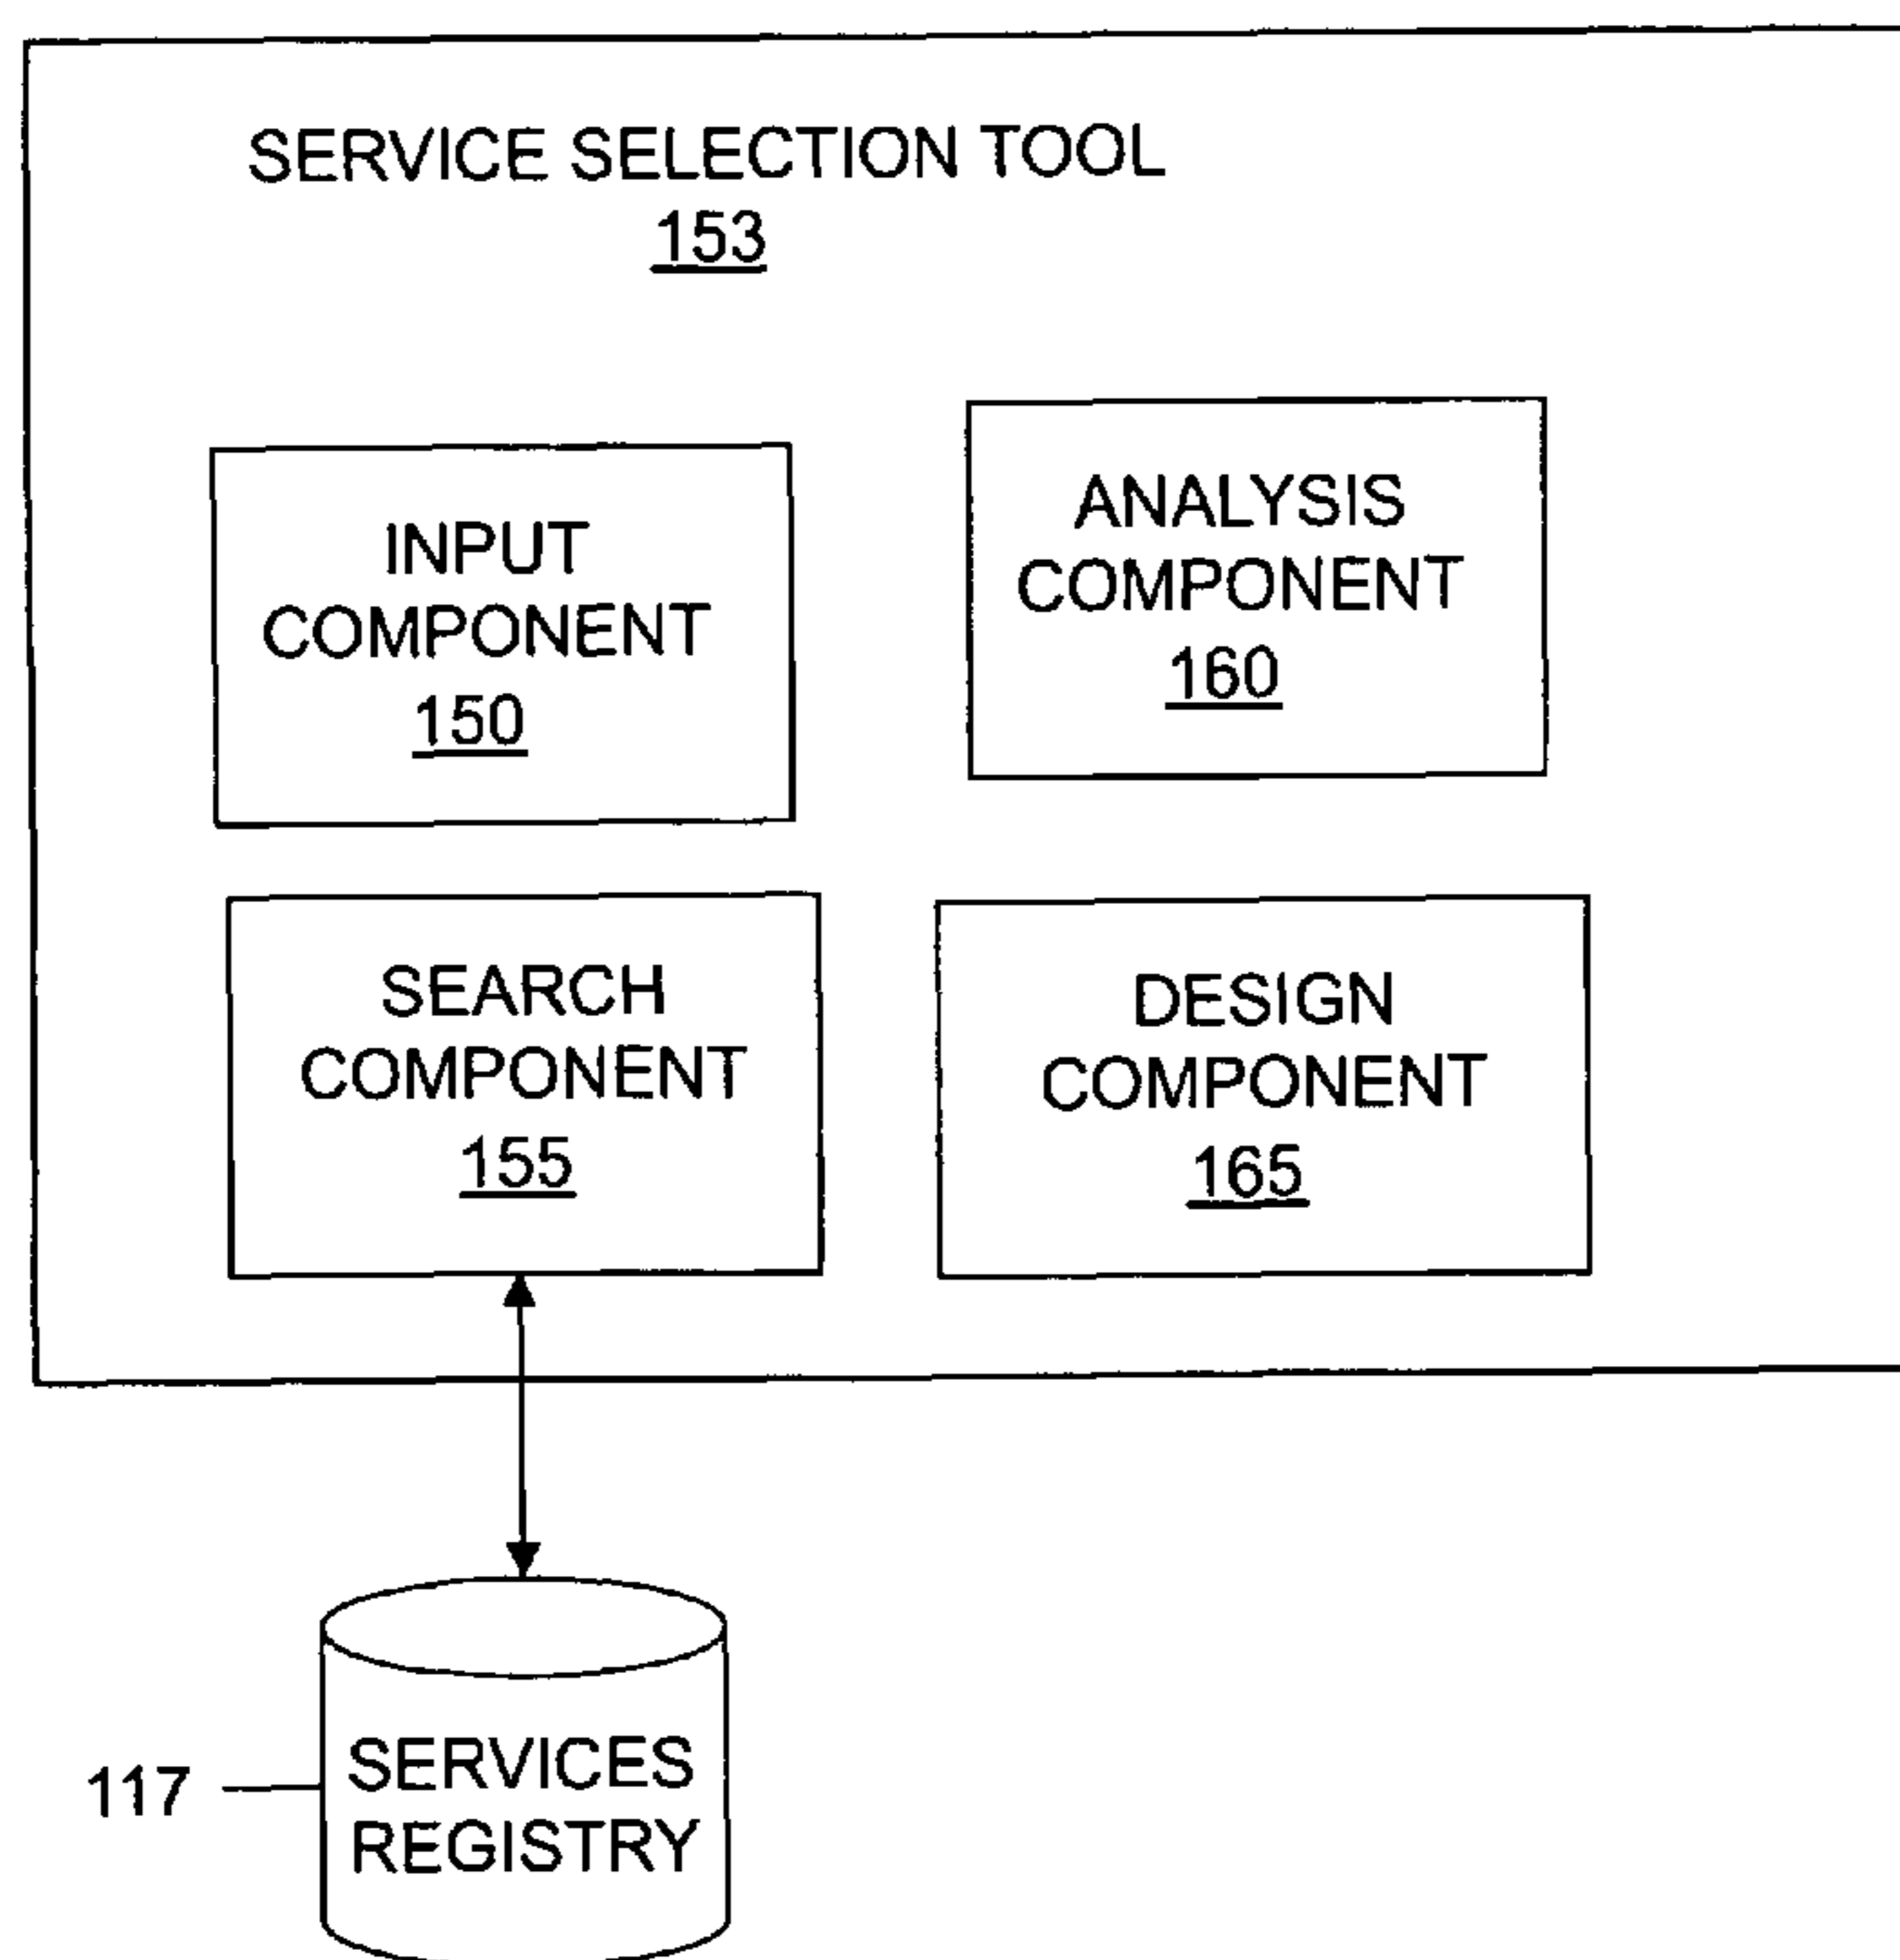 SERVICE SELECTION TOOL
153
INPUT
COMPONENT
150
ANALYSIS
COMPONENT
160
SEARCH
COMPONENT
155
DESIGN
COMPONENT
165
117
SERVICES
REGISTRY